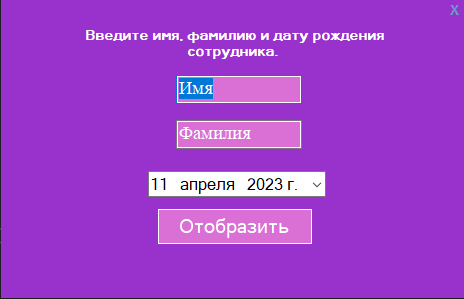 X
Введите имя, фамилию и дату рождения
сотрудника.
Имя
Фамилия
11 апреля 2023 г.
Отобразить